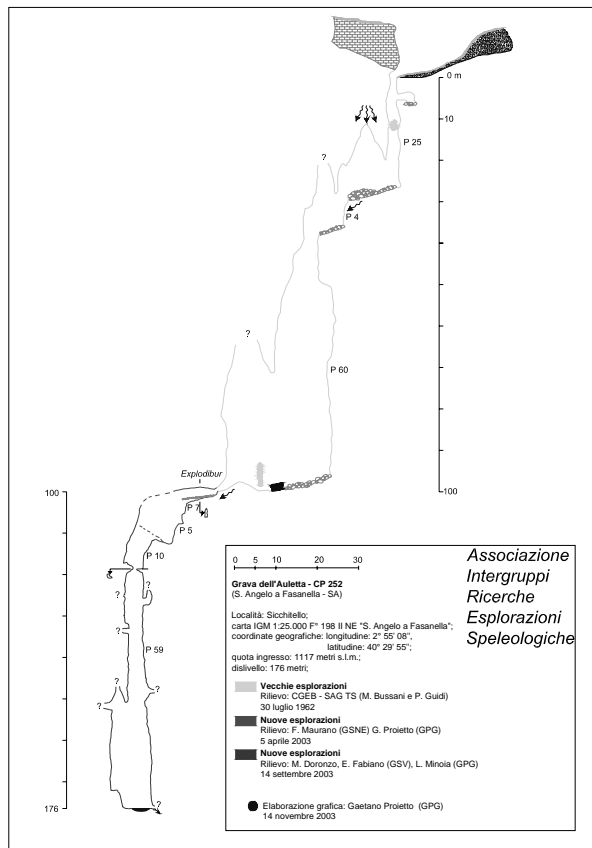 0 m
10
P 25
?
P 4
?
P 60
Explodibur
100
-100
P 7
P 5
P 10
?
?
P 59
?
?
?
?
176
0 5 10 20 30
Grava dell'Auletta - CP 252
(S. Angelo a Fasanella - SA)
Località: Sicchitello;
carta IGM 1:25.000 F° 198 II NE "S. Angelo a Fasanella";
coordinate geografiche: longitudine: 2° 55' 08",
latitudine: 40° 29' 55";
quota ingresso: 1117 metri s.l.m.;
dislivello: 176 metri;
Vecchie esplorazioni
Rilievo: CGEB - SAG TS (M. Bussani e P. Guidi)
30 luglio 1962
Nuove esplorazioni
Rilievo: F. Maurano (GSNE) G. Proietto (GPG)
5 aprile 2003
Nuove esplorazioni
Rilievo: M. Doronzo, E. Fabiano (GSV), L. Minoia (GPG)
14 settembre 2003
Elaborazione grafica: Gaetano Proietto (GPG)
14 novembre 2003
Associazione
Intergruppi
Ricerche
Esplorazioni
Speleologiche